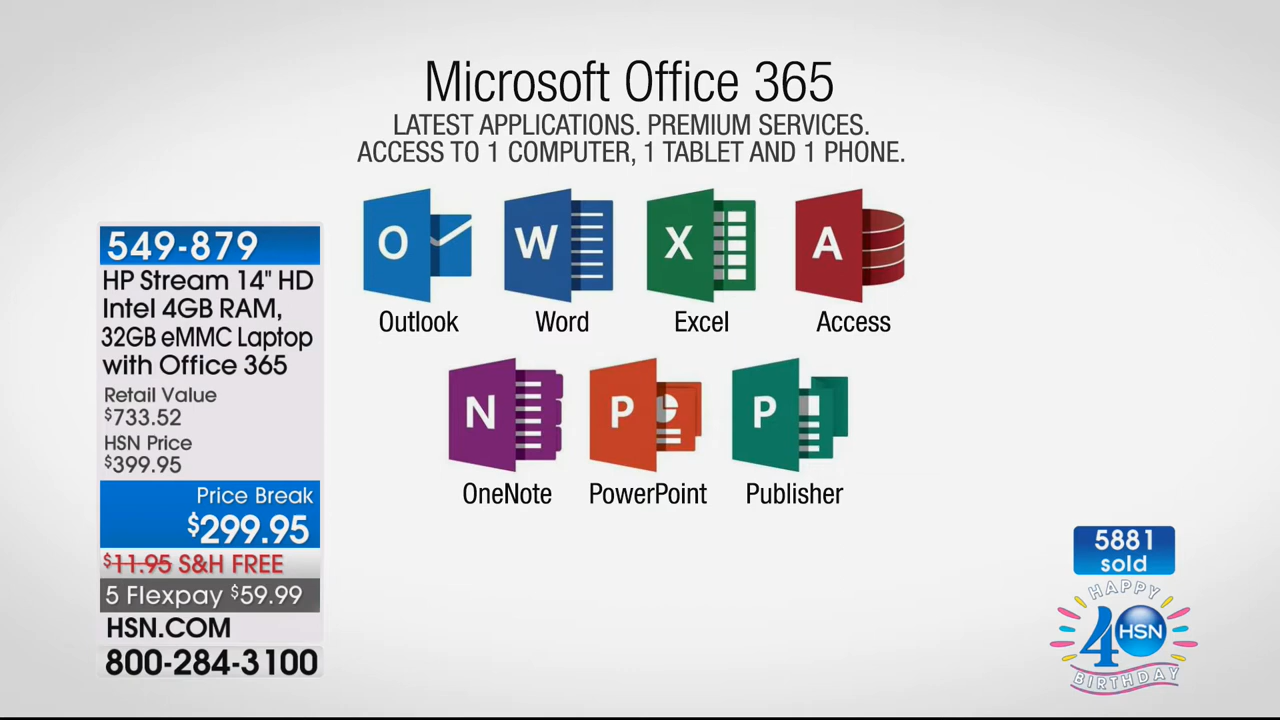 Microsoft Office 365
LATEST APPLICATIONS. PREMIUM SERVICES.
ACCESS TO 1 COMPUTER, 1 TABLET AND 1 PHONE.
O
W
X
A
Outlook
Word
Excel
Access
N
P
P
OneNote
PowerPoint
Publisher
549-879
HP Stream 14" HD
Intel 4GB RAM,
32GB eMMC Laptop
with Office 365
Retail Value
$733.52
HSN Price
$399.95
Price Break
$299.95
$11.95 S&H FREE
5 Flexpay $59.99
HSN.COM
800-284-3100
5881
sold
HAPPY
40 HSN
BIRTHDAY